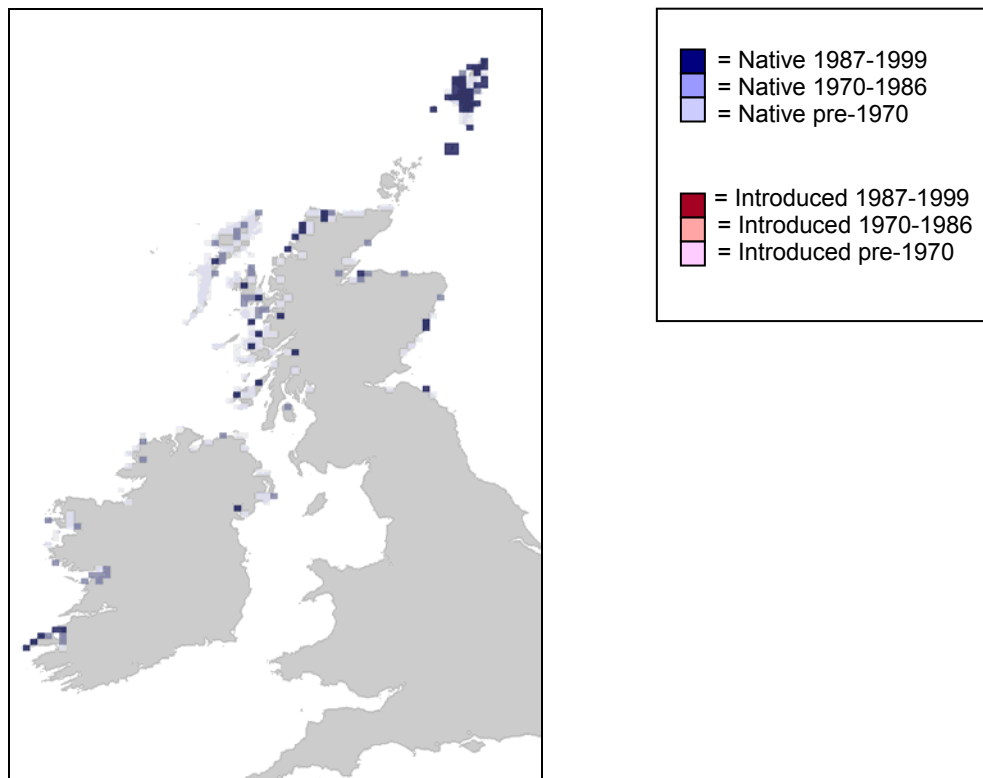 = Native 1987-1999
= Native 1970-1986
= Native pre-1970
= Introduced 1987-1999
= Introduced 1970-1986
= Introduced pre-1970